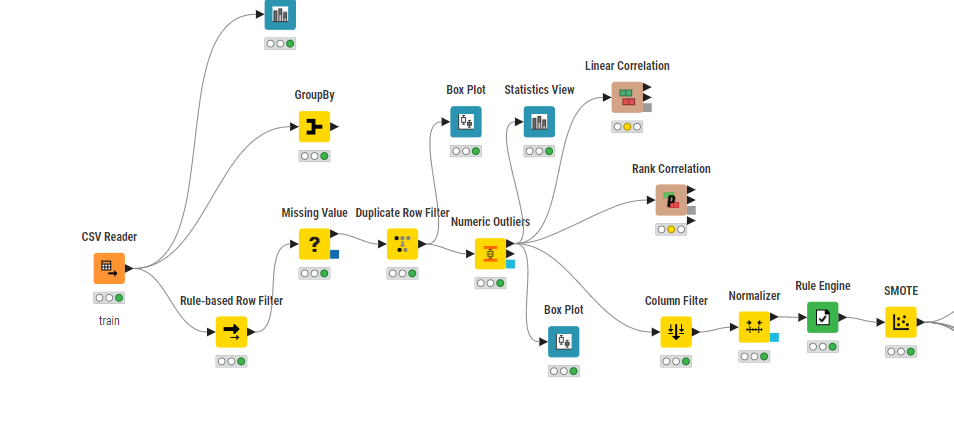 Linear Correlation
GroupBy
Box Plot
Statistics View
Rank Correlation
Missing Value
Duplicate Row Filter
Numeric Outliers
CSV Reader
Rule-based Row Filter
train
Box Plot
Column Filter
Normalizer
Rule Engine
SMOTE